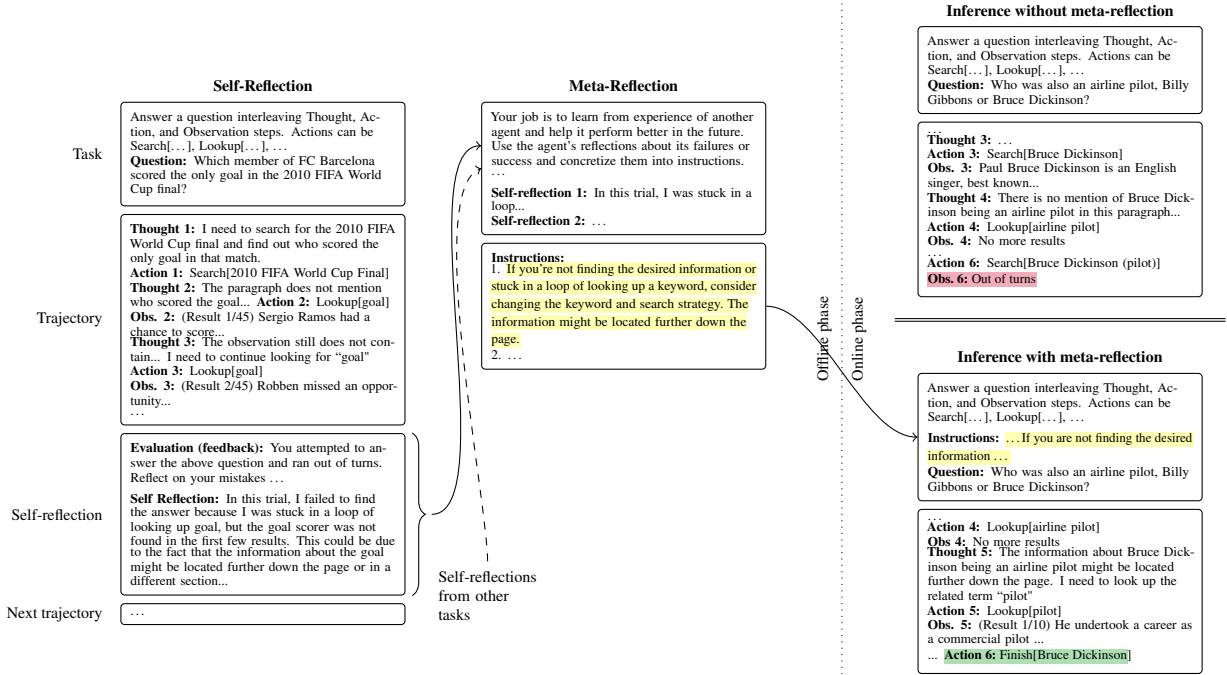 Self-Reflection
Task
Answer a question interleaving Thought, Ac-
tion, and Observation steps. Actions can be
Search[…], Lookup[…], …
Question: Which member of FC Barcelona
scored the only goal in the 2010 FIFA World
Cup final?
Trajectory
Thought 1: I need to search for the 2010 FIFA
World Cup final and find out who scored the
only goal in that match.
Action 1: Search[2010 FIFA World Cup Final]
Thought 2: The paragraph does not mention
who scored the goal... Action 2: Lookup[goal]
Obs. 2: (Result 1/45) Sergio Ramos had a
chance to score...
Thought 3: The observation still does not con-
tain... I need to continue looking for “goal"
Action 3: Lookup[goal]
Obs. 3: (Result 2/45) Robben missed an oppor-
tunity...
…
Self-reflection
Evaluation (feedback): You attempted to an-
swer the above question and ran out of turns.
Reflect on your mistakes …
Self Reflection: In this trial, I failed to find
the answer because I was stuck in a loop of
looking up goal, but the goal scorer was not
found in the first few results. This could be due
to the fact that the information about the goal
might be located further down the page or in a
different section...
Next trajectory
…
Meta-Reflection
Your job is to learn from experience of another
agent and help it perform better in the future.
Use the agent's reflections about its failures or
success and concretize them into instructions.
…
Self-reflection 1: In this trial, I was stuck in a
loop...
Self-reflection 2: …
Instructions:
1. If you're not finding the desired information or
stuck in a loop of looking up a keyword, consider
changing the keyword and search strategy. The
information might be located further down the
page.
2. …
Self-reflections
from other
tasks
Offline phase
Online phase
Inference without meta-reflection
Answer a question interleaving Thought, Ac-
tion, and Observation steps. Actions can be
Search[…], Lookup[…], …
Question: Who was also an airline pilot, Billy
Gibbons or Bruce Dickinson?
…
Thought 3: …
Action 3: Search[Bruce Dickinson]
Obs. 3: Paul Bruce Dickinson is an English
singer, best known...
Thought 4: There is no mention of Bruce Dick-
inson being an airline pilot in this paragraph...
Action 4: Lookup[airline pilot]
Obs. 4: No more results
…
Action 6: Search[Bruce Dickinson (pilot)]
Obs. 6: Out of turns
Inference with meta-reflection
Answer a question interleaving Thought, Ac-
tion, and Observation steps. Actions can be
Search[…], Lookup[…], …
Instructions: …If you are not finding the desired
information …
Question: Who was also an airline pilot, Billy
Gibbons or Bruce Dickinson?
…
Action 4: Lookup[airline pilot]
Obs 4: No more results
Thought 5: The information about Bruce Dick-
inson being an airline pilot might be located
further down the page. I need to look up the
related term “pilot"
Action 5: Lookup[pilot]
Obs. 5: (Result 1/10) He undertook a career as
a commercial pilot ...
... Action 6: Finish[Bruce Dickinson]